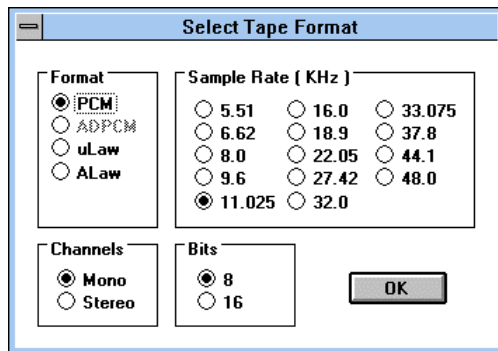 Select Tape Format
Format
PCM
ADPCM
uLaw
ALaw
Sample Rate ( KHz )
5.51 16.0 33.075
6.62 18.9 37.8
8.0 22.05 44.1
9.6 27.42 48.0
11.025 32.0
Channels
Mono
Stereo
Bits
8
16
OK